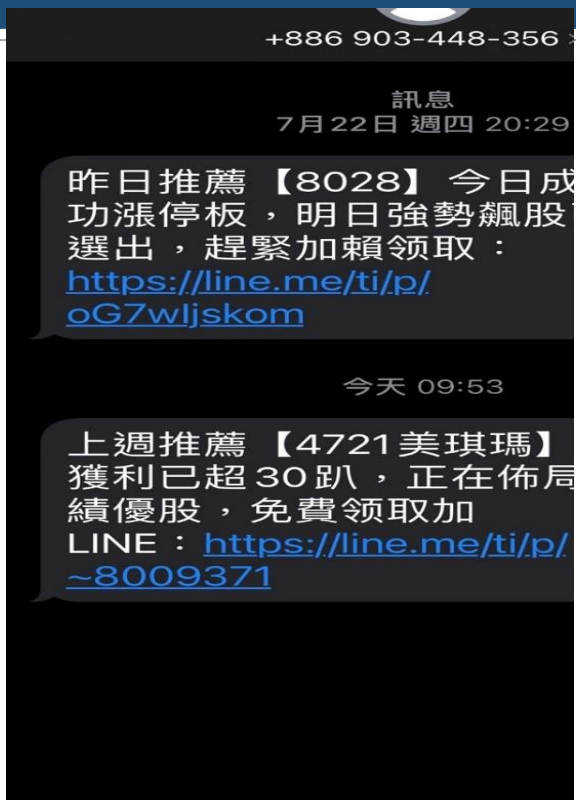 +886 903-448-356
訊息
7月22日 週四 20:29
昨日推薦【8028】今日成
功漲停板，明日強勢飆股
選出，趕緊加賴领取：
https://line.me/ti/p/
oG7wljskom
今天 09:53
上週推薦【4721美琪瑪】
獲利已超30趴，正在佈局
績優股，免費领取加
LINE：https://line.me/ti/p/
~8009371